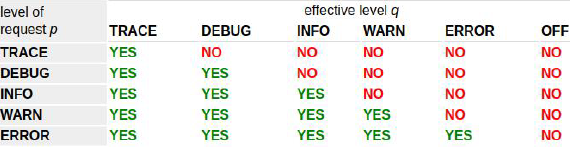 level of
request p
effective level q
TRACE DEBUG INFO WARN ERROR OFF
TRACE YES NO NO NO NO NO
DEBUG YES YES NO NO NO NO
INFO YES YES YES NO NO NO
WARN YES YES YES YES NO NO
ERROR YES YES YES YES YES NO